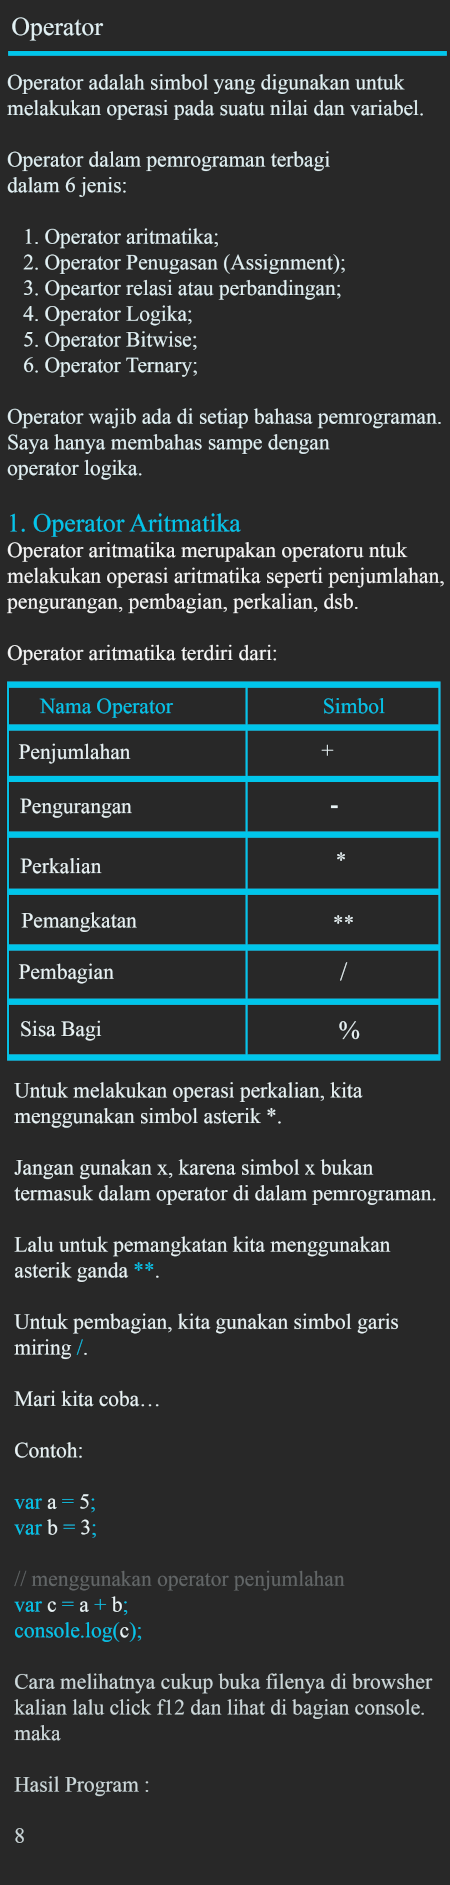 Operator
Operator adalah simbol yang digunakan untuk
melakukan operasi pada suatu nilai dan variabel.
Operator dalam pemrograman terbagi
dalam 6 jenis:
1. Operator aritmatika;
2. Operator Penugasan (Assignment);
3. Opeartor relasi atau perbandingan;
4. Operator Logika;
5. Operator Bitwise;
6. Operator Ternary;
Operator wajib ada di setiap bahasa pemrograman.
Saya hanya membahas sampe dengan
operator logika.
1. Operator Aritmatika
Operator aritmatika merupakan operatoru ntuk
melakukan operasi aritmatika seperti penjumlahan,
pengurangan, pembagian, perkalian, dsb.
Operator aritmatika terdiri dari:
Nama Operator Simbol
Penjumlahan +
Pengurangan -
Perkalian *
Pemangkatan **
Pembagian /
Sisa Bagi %
Untuk melakukan operasi perkalian, kita
menggunakan simbol asterik *.
Jangan gunakan x, karena simbol x bukan
termasuk dalam operator di dalam pemrograman.
Lalu untuk pemangkatan kita menggunakan
asterik ganda **.
Untuk pembagian, kita gunakan simbol garis
miring /.
Mari kita coba…
Contoh:
var a = 5;
var b = 3;
// menggunakan operator penjumlahan
var c = a + b;
console.log(c);
Cara melihatnya cukup buka filenya di browsher
kalian lalu click f12 dan lihat di bagian console.
maka
Hasil Program :
8